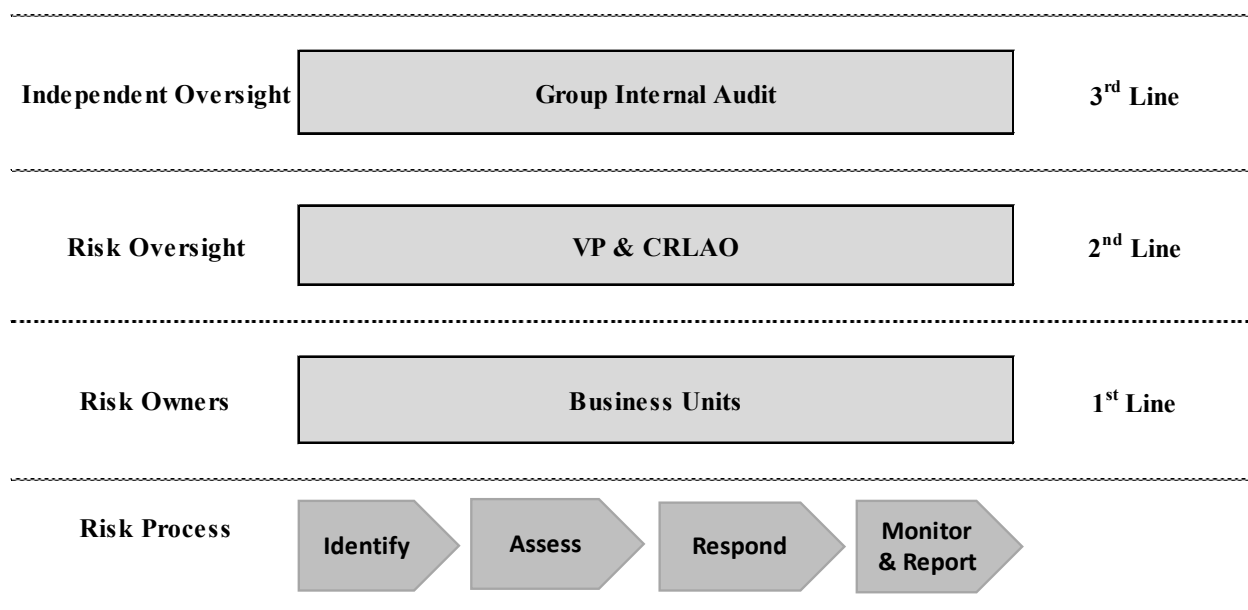 Independent Oversight Group Internal Audit 3rd Line
Risk Oversight VP & CRLAO 2nd Line
Risk Owners Business Units 1st Line
Risk Process
Identify
Assess
Respond
Monitor
& Report